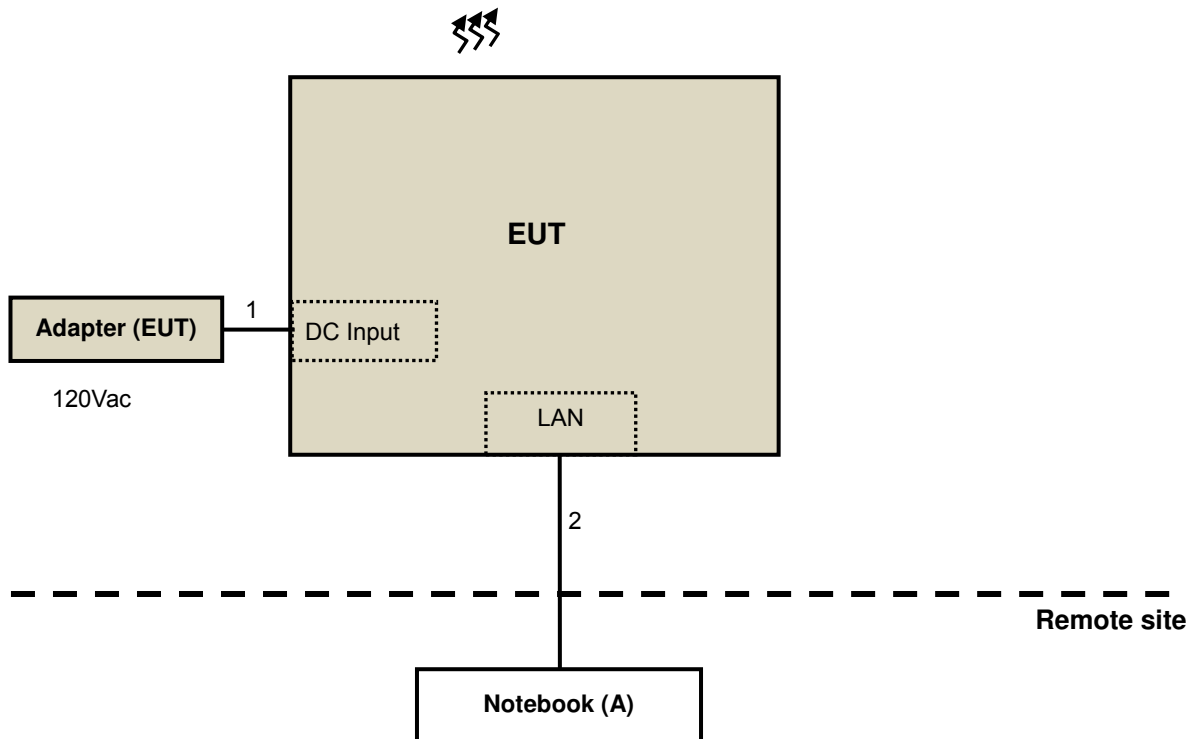 EUT
1
Adapter (EUT)
DC Input
120Vac
LAN
2
Remote site
Notebook (A)